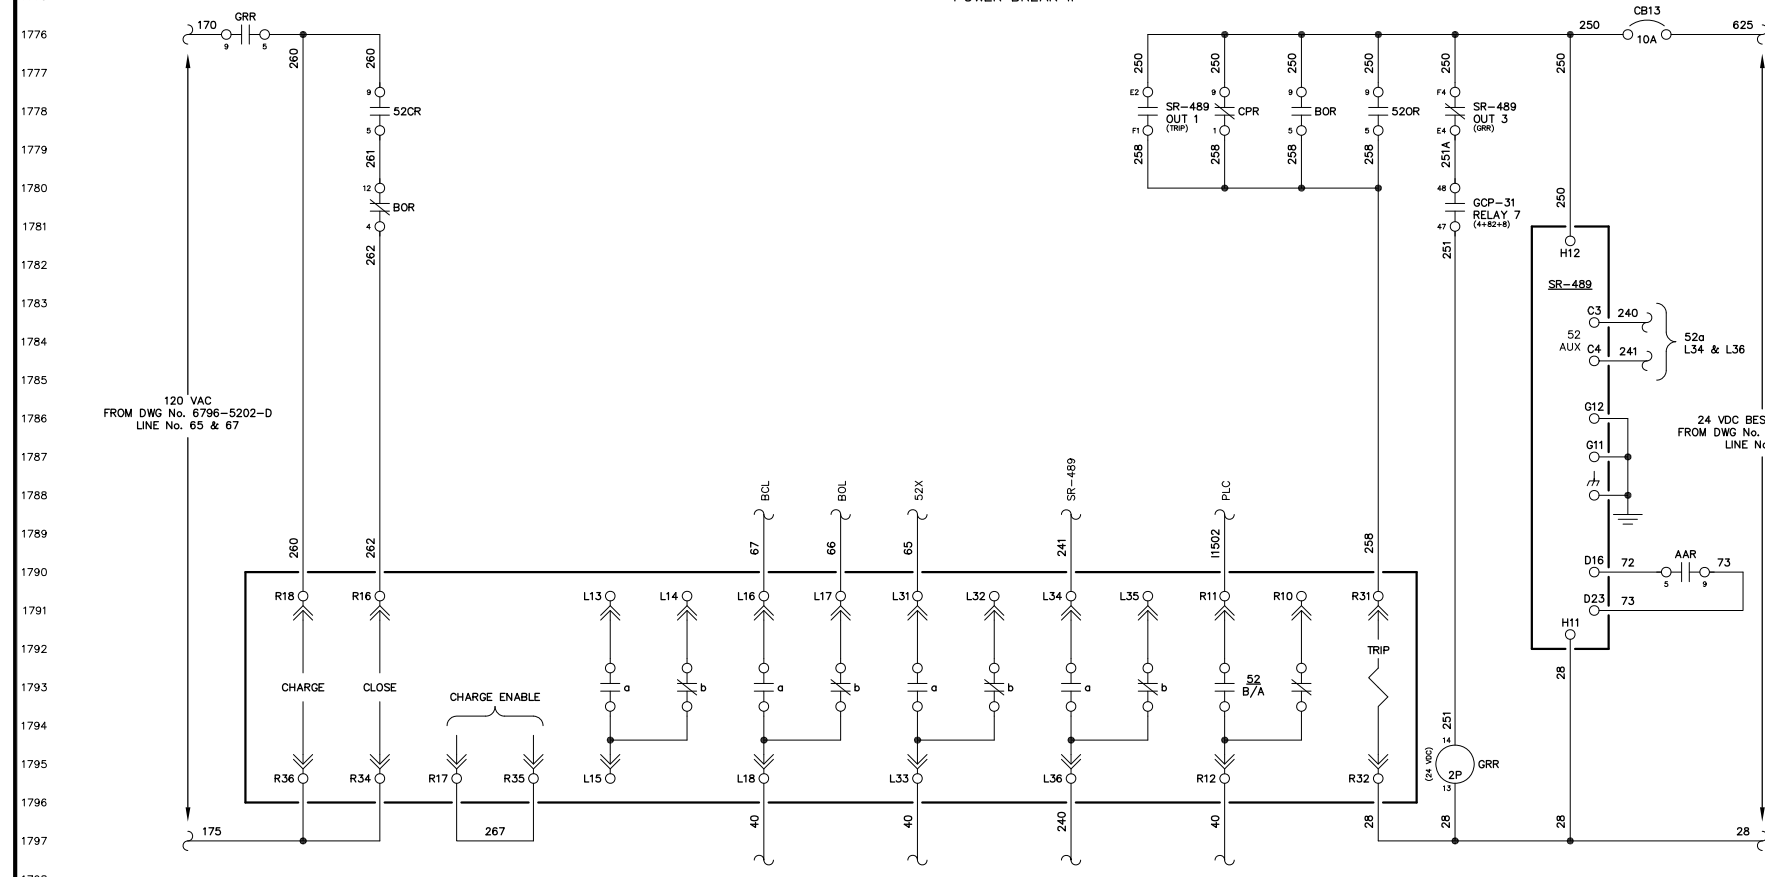 CB13
GRR
170
250
625
1776
10A
9
5
260
260
250
250
250
250
250
250
1777
9
E2
9
9
9
F4
1778
52CR
SR-489
OUT 1
(TRIP)
CPR
BOR
52OR
SR-489
OUT 3
(GRR)
5
F1
1
5
5
E4
1779
261
258
258
258
258
251A
1780
12
48
BOR
GCP-31
RELAY 7
(4+82+8)
250
1781
4
47
262
251
1782
H12
1783
SR-489
C3
240
1784
52
AUX
C4
241
52a
L34 & L36
1785
120 VAC
FROM DWG No. 6796-5202-D
LINE No. 65 & 67
1786
G12
24 VDC BES
FROM DWG No.
1787
G11
1788
BCL
BOL
52X
SR-489
PLC
1789
260
262
67
66
65
241
I1502
258
1790
D16
72
AAR
73
5
9
1791
R18
R16
L13
L14
L16
L17
L31
L32
L34
L35
R11
R10
R31
D23
73
H11
1792
TRIP
28
1793
CHARGE
CLOSE
CHARGE ENABLE
a
b
a
b
a
b
a
b
52
B/A
1794
251
14
1795
R36
R34
R17
R35
L15
L18
L33
L36
R12
R32
(24 VDC)
2P
GRR
13
1796
40
40
240
40
28
28
28
1797
175
267
28